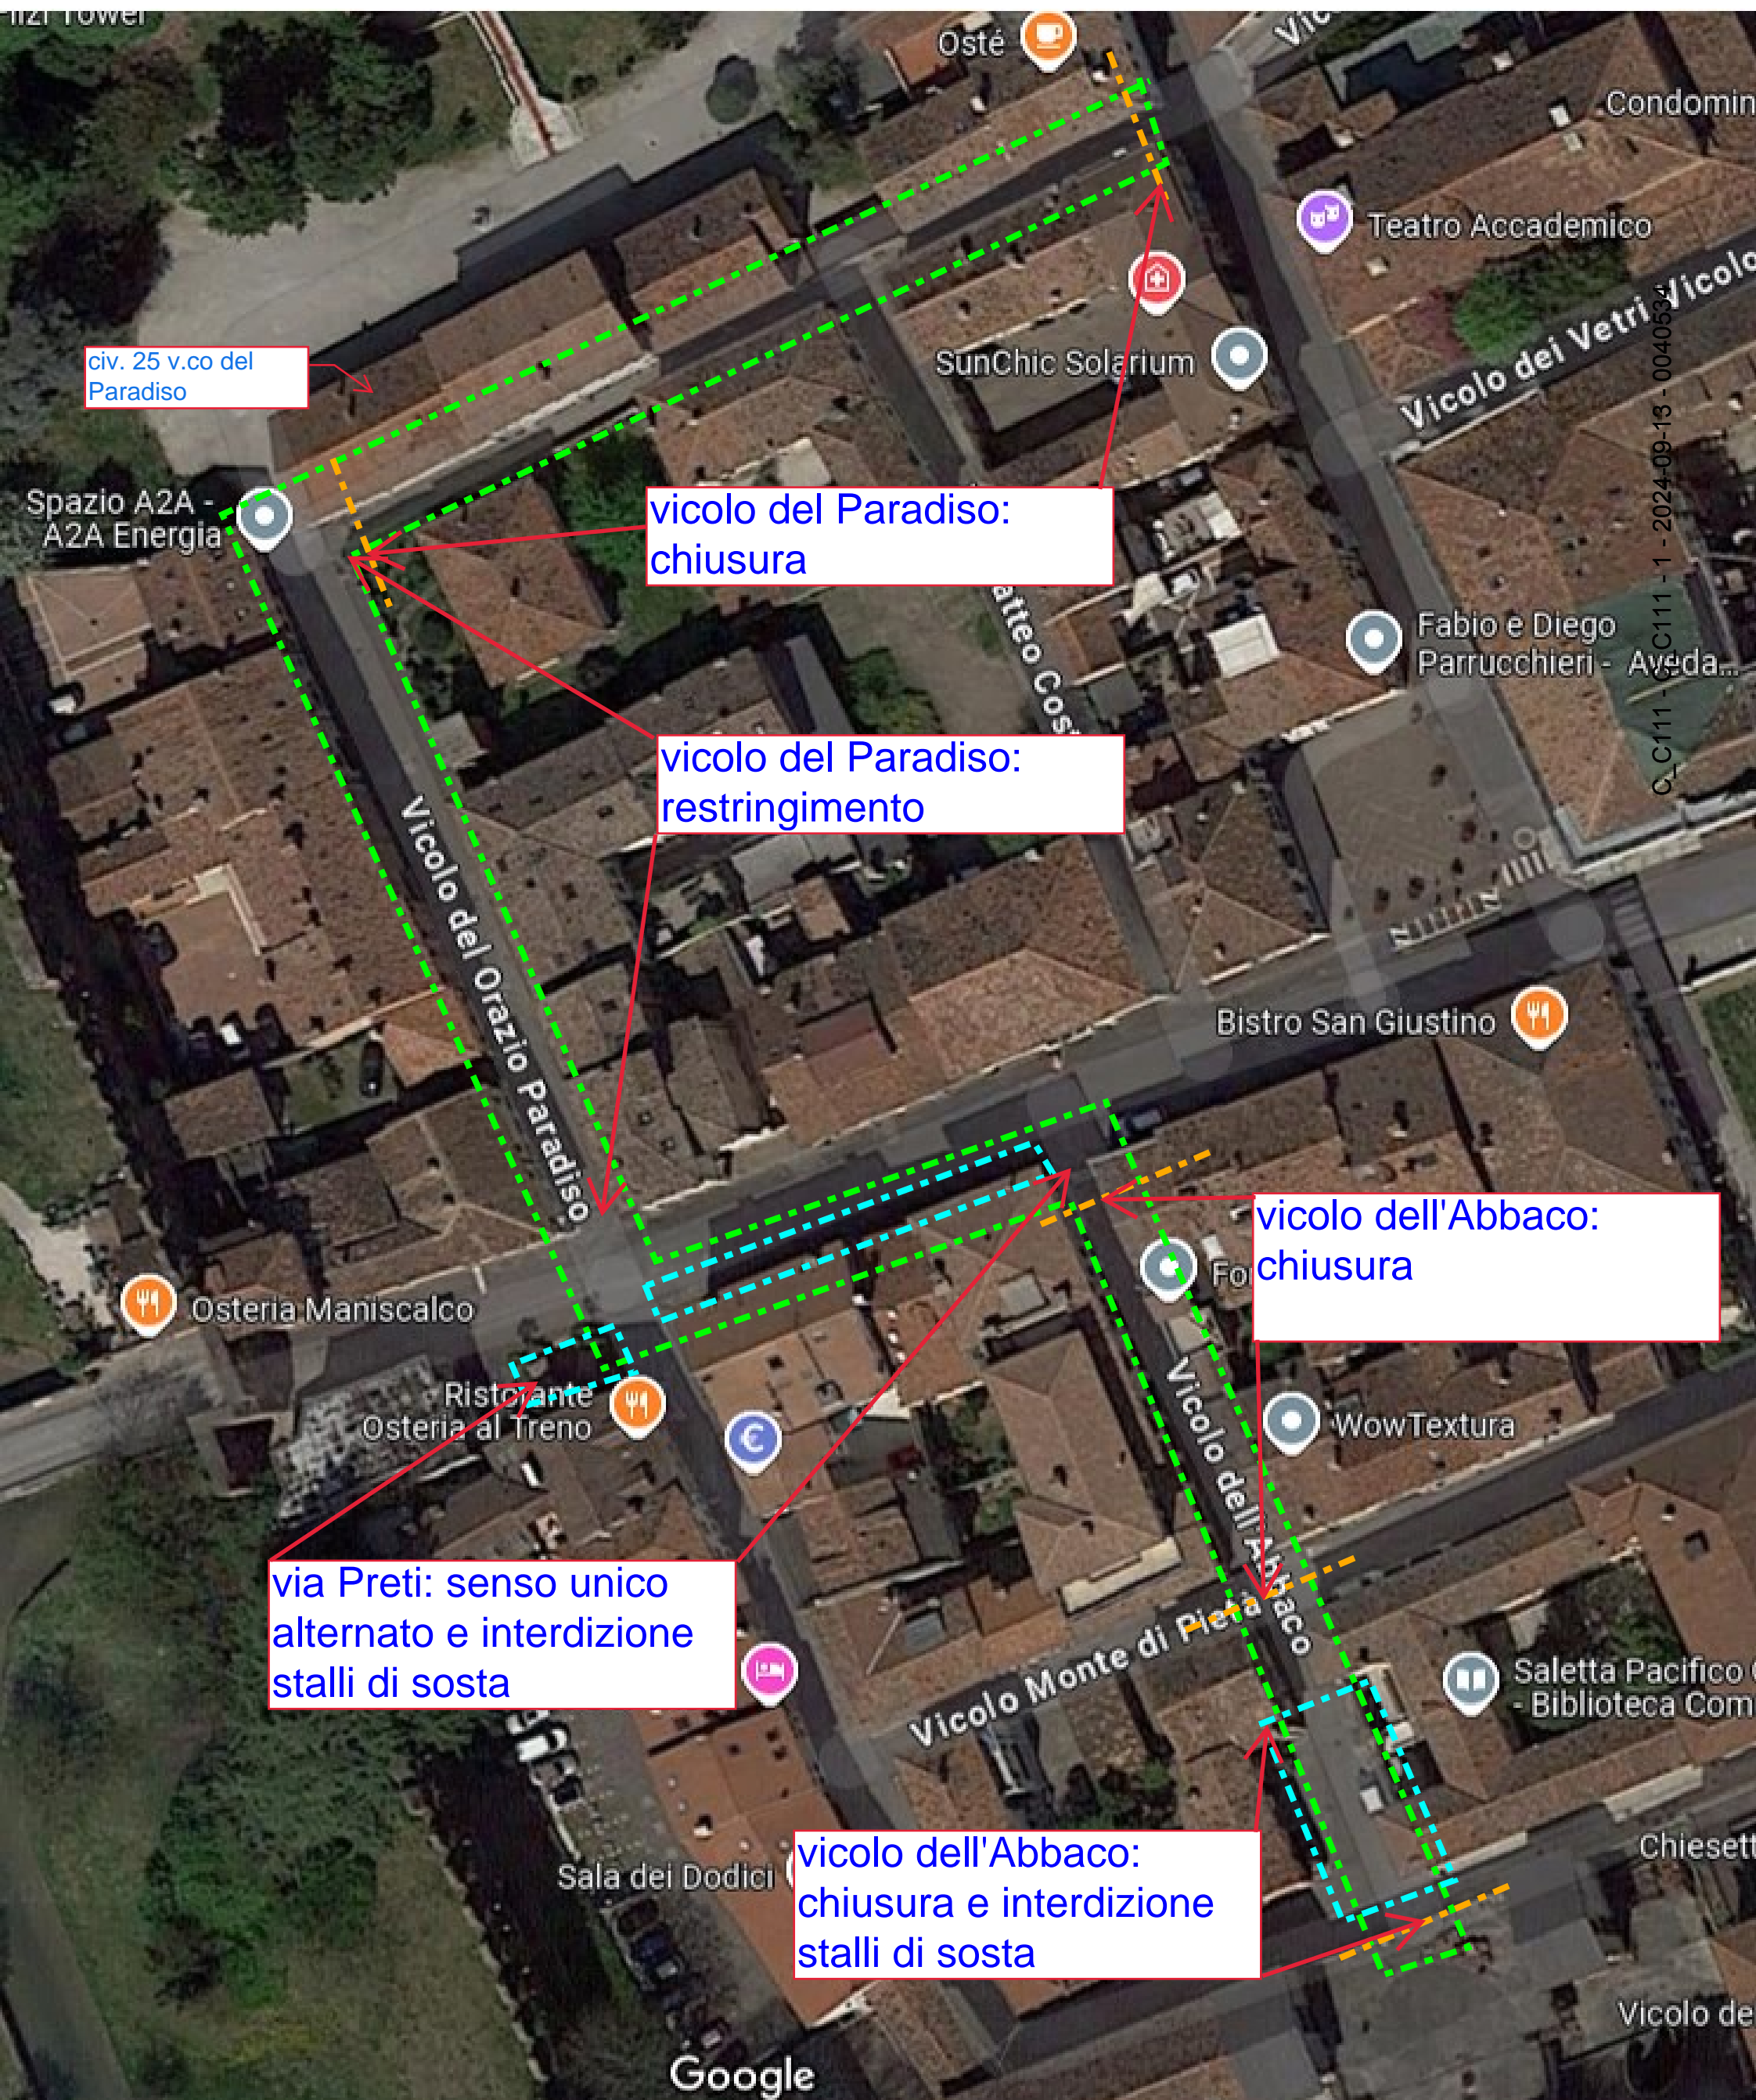 Osté
Condomin
Teatro Accademico
Vicolo dei Vetri
Vicolo
civ. 25 v.co del
Paradiso
SunChic Solarium
Spazio A2A -
A2A Energia
vicolo del Paradiso:
chiusura
atteo Cos
Fabio e Diego
Parrucchieri - Aveda...
vicolo del Paradiso:
restringimento
Vicolo del Orazio Paradiso
Bistro San Giustino
vicolo dell'Abbaco:
chiusura
Osteria Maniscalco
Ristorante
Osteria al Treno
Vicolo dell'Abbaco
WowTextura
via Preti: senso unico
alternato e interdizione
stalli di sosta
Vicolo Monte di Pietà
Saletta Pacifico
- Biblioteca Com
vicolo dell'Abbaco:
chiusura e interdizione
stalli di sosta
Sala dei Dodici
Chiesett
Vicolo de
Google